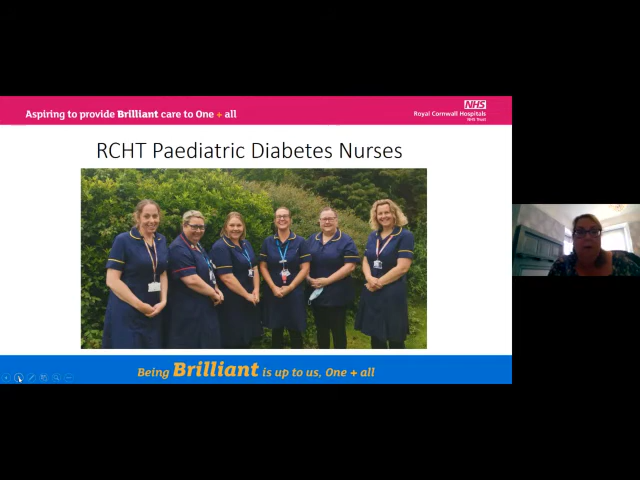 Aspiring to provide Brilliant care to One + all
NHS
Royal Cornwall Hospitals
NHS Trust
RCHT Paediatric Diabetes Nurses
Being Brilliant is up to us, One + all